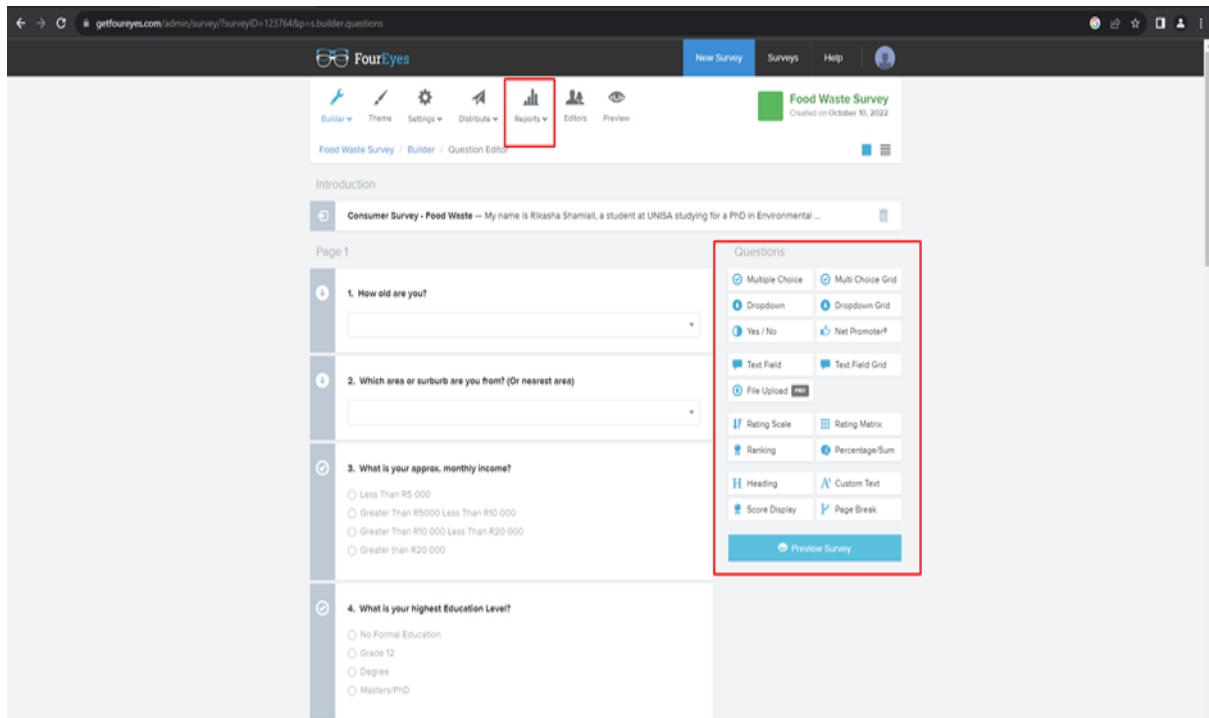 getfoureyes.com/admin/survey/?surveyID=123764&p=s.builder.questions
FourEyes
New Survey Surveys Help
Builder Theme Settings Distribute Reports Editors Preview
Food Waste Survey
Created on October 10, 2022
Food Waste Survey / Builder / Question Editor
Introduction
Consumer Survey - Food Waste — My name is Rikasha Shamiall, a student at UNISA studying for a PhD in Environmental ...
Page 1
1. How old are you?
2. Which area or surburb are you from? (Or nearest area)
3. What is your approx. monthly income?
Less Than R5 000
Greater Than R5000 Less Than R10 000
Greater Than R10 000 Less Than R20 000
Greater than R20 000
4. What is your highest Education Level?
No Formal Education
Grade 12
Degree
Masters/PhD
Questions
Multiple Choice Multi Choice Grid
Dropdown Dropdown Grid
Yes / No Net Promoter®
Text Field Text Field Grid
File Upload PRO
Rating Scale Rating Matrix
Ranking Percentage/Sum
H Heading A Custom Text
Score Display Page Break
Preview Survey